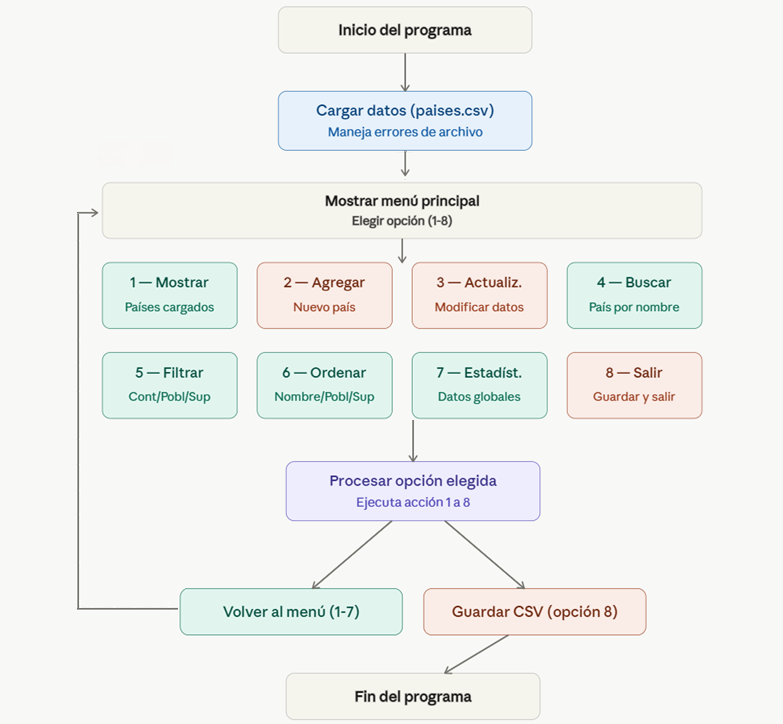 Inicio del programa
Cargar datos (paises.csv)
Maneja errores de archivo
Mostrar menú principal
Elegir opción (1-8)
1 — Mostrar
Países cargados
2 — Agregar
Nuevo país
3 — Actualiz.
Modificar datos
4 — Buscar
País por nombre
5 — Filtrar
Cont/Pobl/Sup
6 — Ordenar
Nombre/Pobl/Sup
7 — Estadíst.
Datos globales
8 — Salir
Guardar y salir
Procesar opción elegida
Ejecuta acción 1 a 8
Volver al menú (1-7)
Guardar CSV (opción 8)
Fin del programa